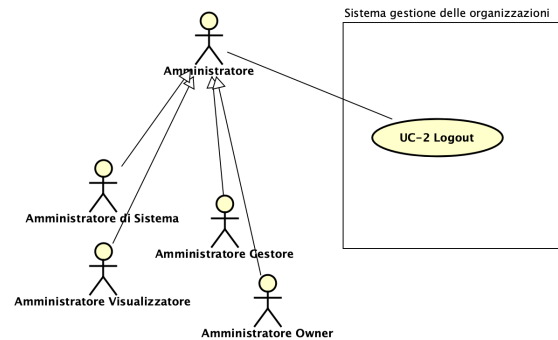 Sistema gestione delle organizzazioni
Amministratore
UC-2 Logout
Amministratore di Sistema
Amministratore Gestore
Amministratore Visualizzatore
Amministratore Owner